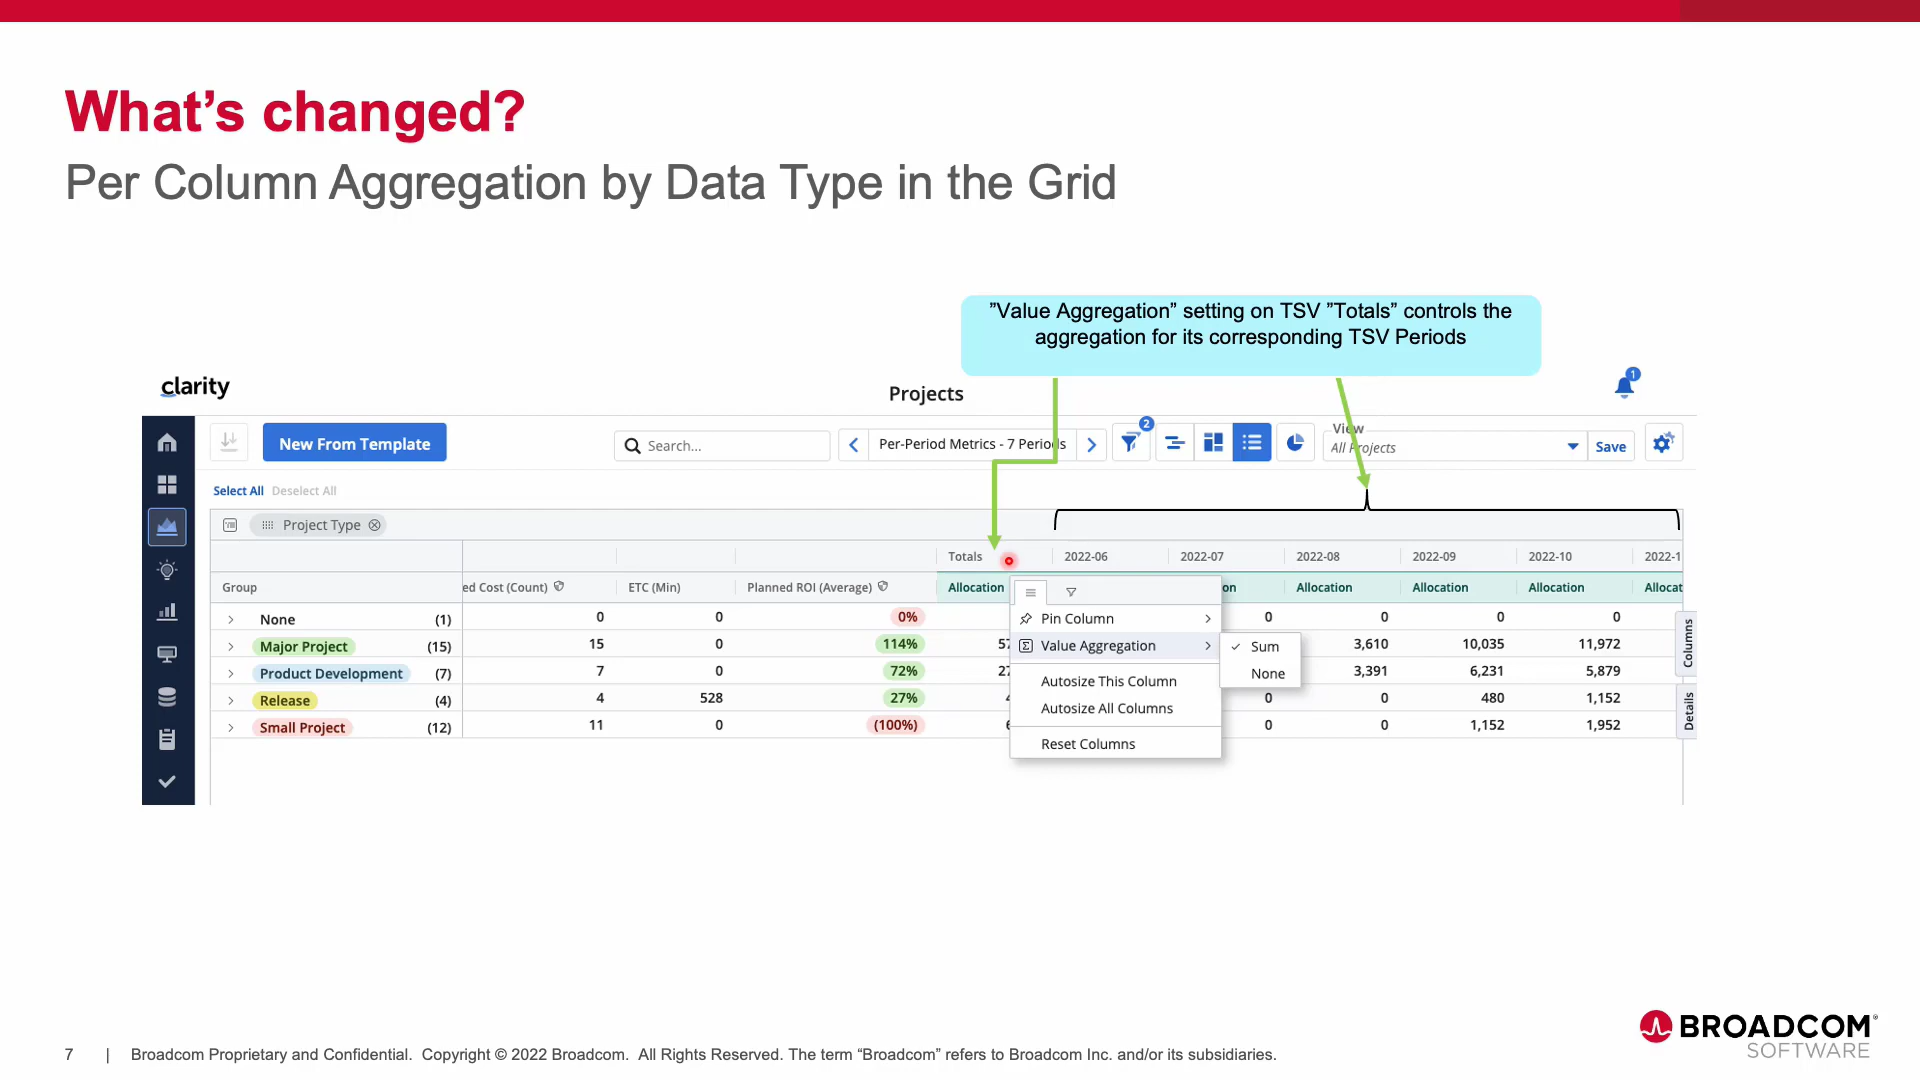 What's changed?
Per Column Aggregation by Data Type in the Grid
”Value Aggregation” setting on TSV ”Totals” controls the
aggregation for its corresponding TSV Periods
clarity
Projects
1
New From Template
Search...
Per-Period Metrics - 7 Periods
2
View
All Projects
Save
Select All Deselect All
Project Type
Totals 2022-06 2022-07 2022-08 2022-09 2022-10 2022-1
Group ed Cost (Count) ETC (Min) Planned ROI (Average) Allocation on Allocation Allocation Allocation Allocat
None (1) 0 0 0% 0 0 0 0
Major Project (15) 15 0 114% 57 3,610 10,035 11,972
Product Development (7) 7 0 72% 27 3,391 6,231 5,879
Release (4) 4 528 27% 0 0 480 1,152
Small Project (12) 11 0 (100%) 0 0 1,152 1,952
Pin Column
Value Aggregation
Autosize This Column
Autosize All Columns
Reset Columns
Sum
None
Columns
Details
BROADCOM
SOFTWARE
7 | Broadcom Proprietary and Confidential. Copyright © 2022 Broadcom. All Rights Reserved. The term “Broadcom” refers to Broadcom Inc. and/or its subsidiaries.